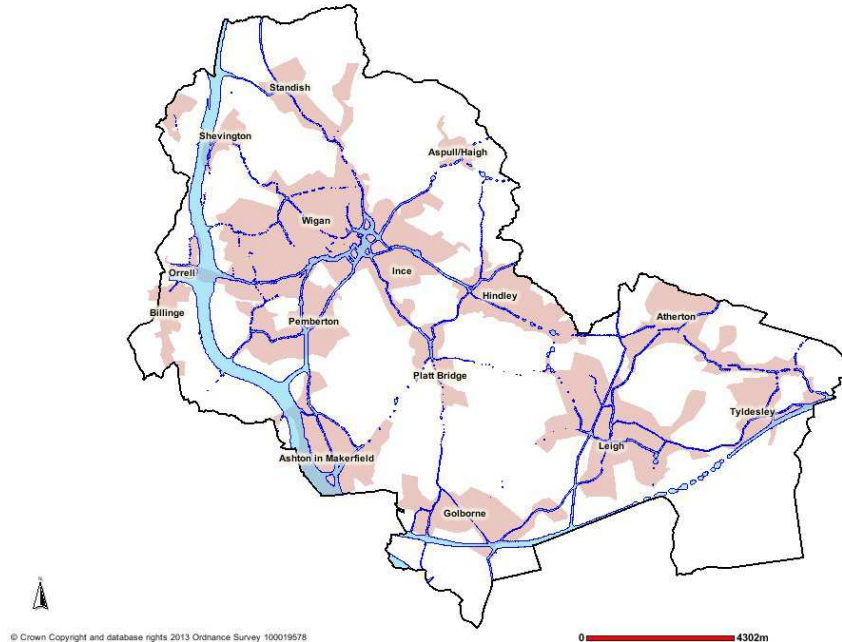 Standish
Shevington
Aspull/Haigh
Wigan
Orrell
Ince
Hindley
Billinge
Pemberton
Atherton
Platt Bridge
Tyldesley
Leigh
Ashton in Makerfield
Golborne
© Crown Copyright and database rights 2013 Ordnance Survey 100019578
0 4302m